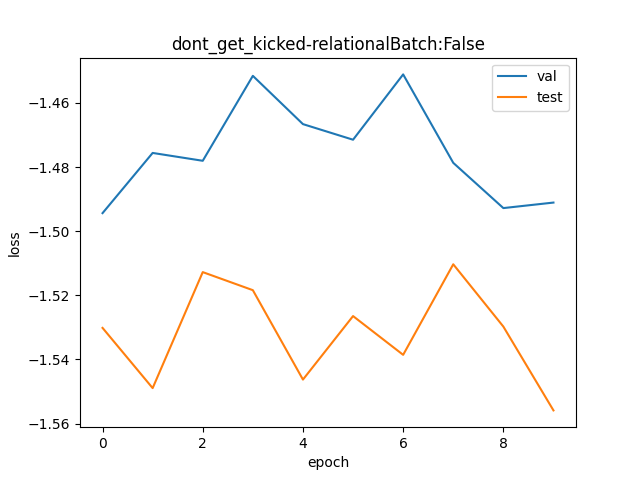 dont_get_kicked-relationalBatch:False
val
test
loss
−1.46
−1.48
−1.50
−1.52
−1.54
−1.56
0
2
4
6
8
epoch